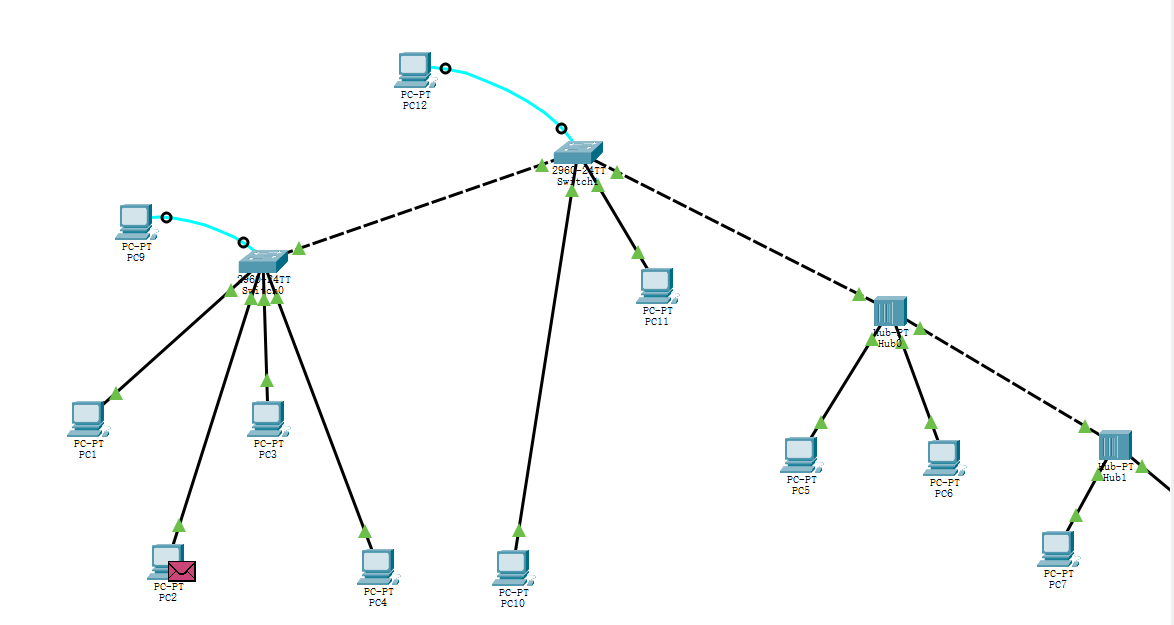 PC-PT
PC12
2960-24TT
Switch1
PC-PT
PC9
2960-24TT
Switch0
PC-PT
PC11
Hub-PT
Hub0
PC-PT
PC1
PC-PT
PC3
PC-PT
PC5
PC-PT
PC6
Hub-PT
Hub1
PC-PT
PC2
PC-PT
PC4
PC-PT
PC10
PC-PT
PC7